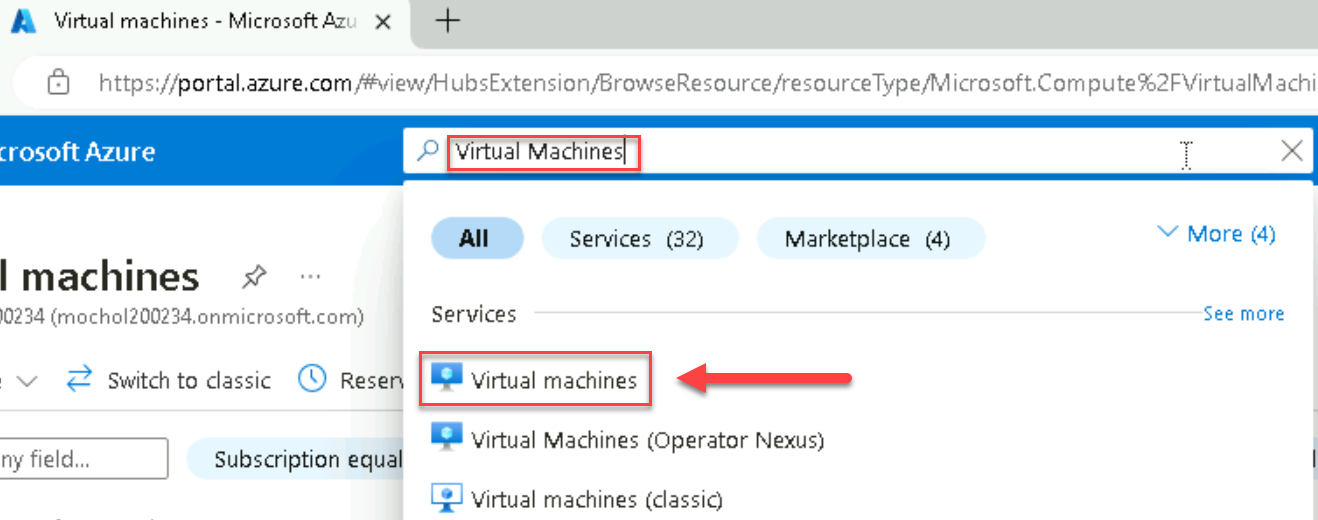 Virtual machines - Microsoft Azu
https://portal.azure.com/#view/HubsExtension/BrowseResource/resourceType/Microsoft.Compute%2FVirtualMachi
crosoft Azure
Virtual Machines
All
Services (32)
Marketplace (4)
More (4)
l machines
00234 (mochol200234.onmicrosoft.com)
Services
See more
Switch to classic
Reserv
Virtual machines
Virtual Machines (Operator Nexus)
ny field...
Subscription equal
Virtual machines (classic)